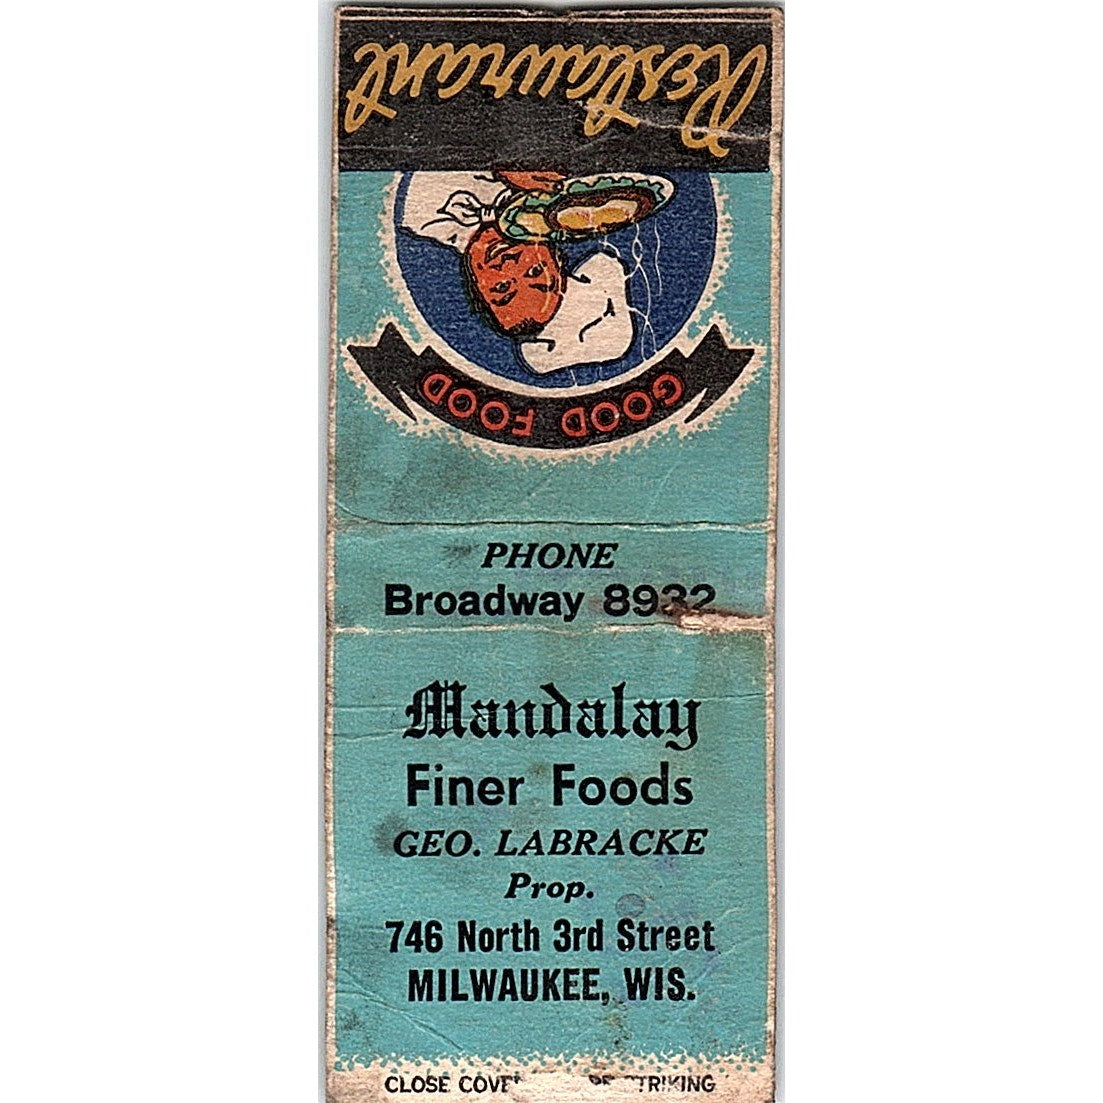 Restaurant
GOOD FOOD
PHONE
Broadway 8932
Mandalay
Finer Foods
GEO. LABRACKE
Prop.
746 North 3rd Street
MILWAUKEE, WIS.
CLOSE STRIKING